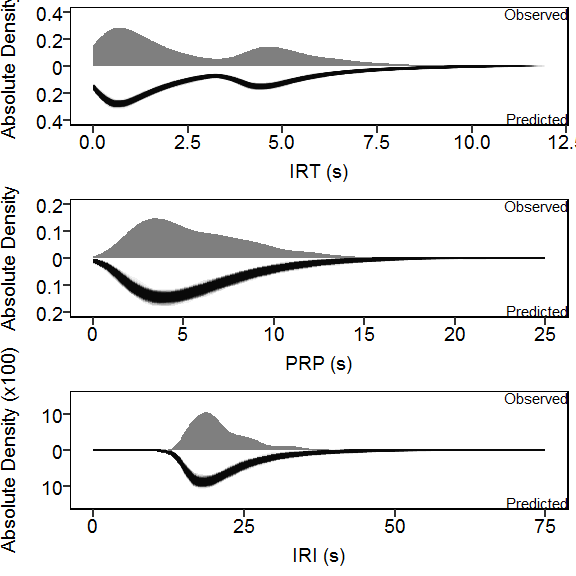 Absolute Density
0.4
0.2
0
0.2
0.4
Observed
Predicted
0.0 2.5 5.0 7.5 10.0 12.5
IRT (s)
Absolute Density
0.2
0.1
0
0.1
0.2
Observed
Predicted
0 5 10 15 20 25
PRP (s)
Absolute Density (x100)
10
0
10
Observed
Predicted
0 25 50 75
IRI (s)